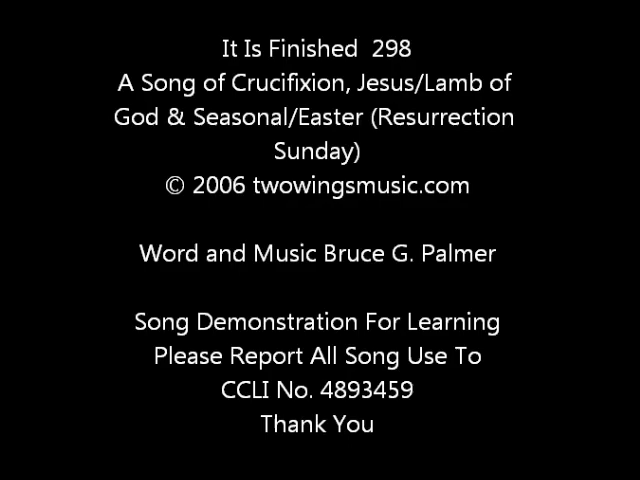 It Is Finished  298
A Song of Crucifixion, Jesus/Lamb of
God & Seasonal/Easter (Resurrection
Sunday)
© 2006 twowingsmusic.com
Word and Music Bruce G. Palmer
Song Demonstration For Learning
Please Report All Song Use To
CCLI No. 4893459
Thank You